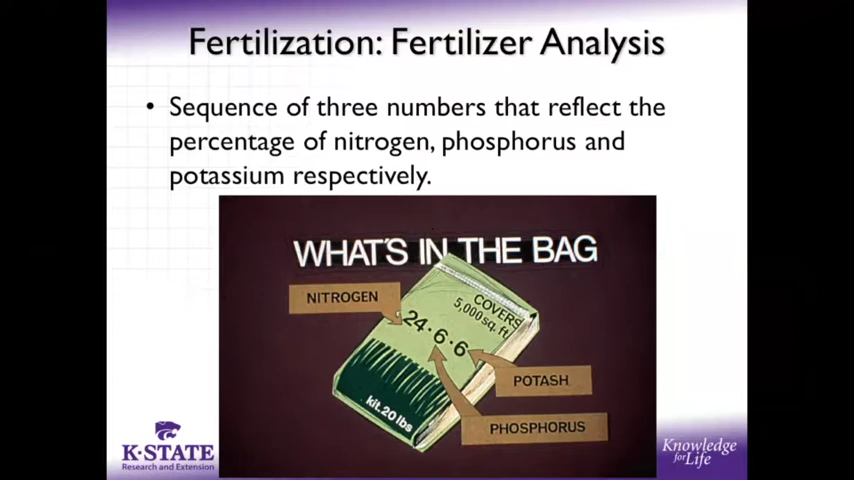 Fertilization: Fertilizer Analysis
• Sequence of three numbers that reflect the
percentage of nitrogen, phosphorus and
potassium respectively.
WHAT'S IN THE BAG
NITROGEN
COVERS
5,000 sq. ft
24·6·6
POTASH
kit. 20 lbs
PHOSPHORUS
K·STATE
Research and Extension
Knowledge
for Life